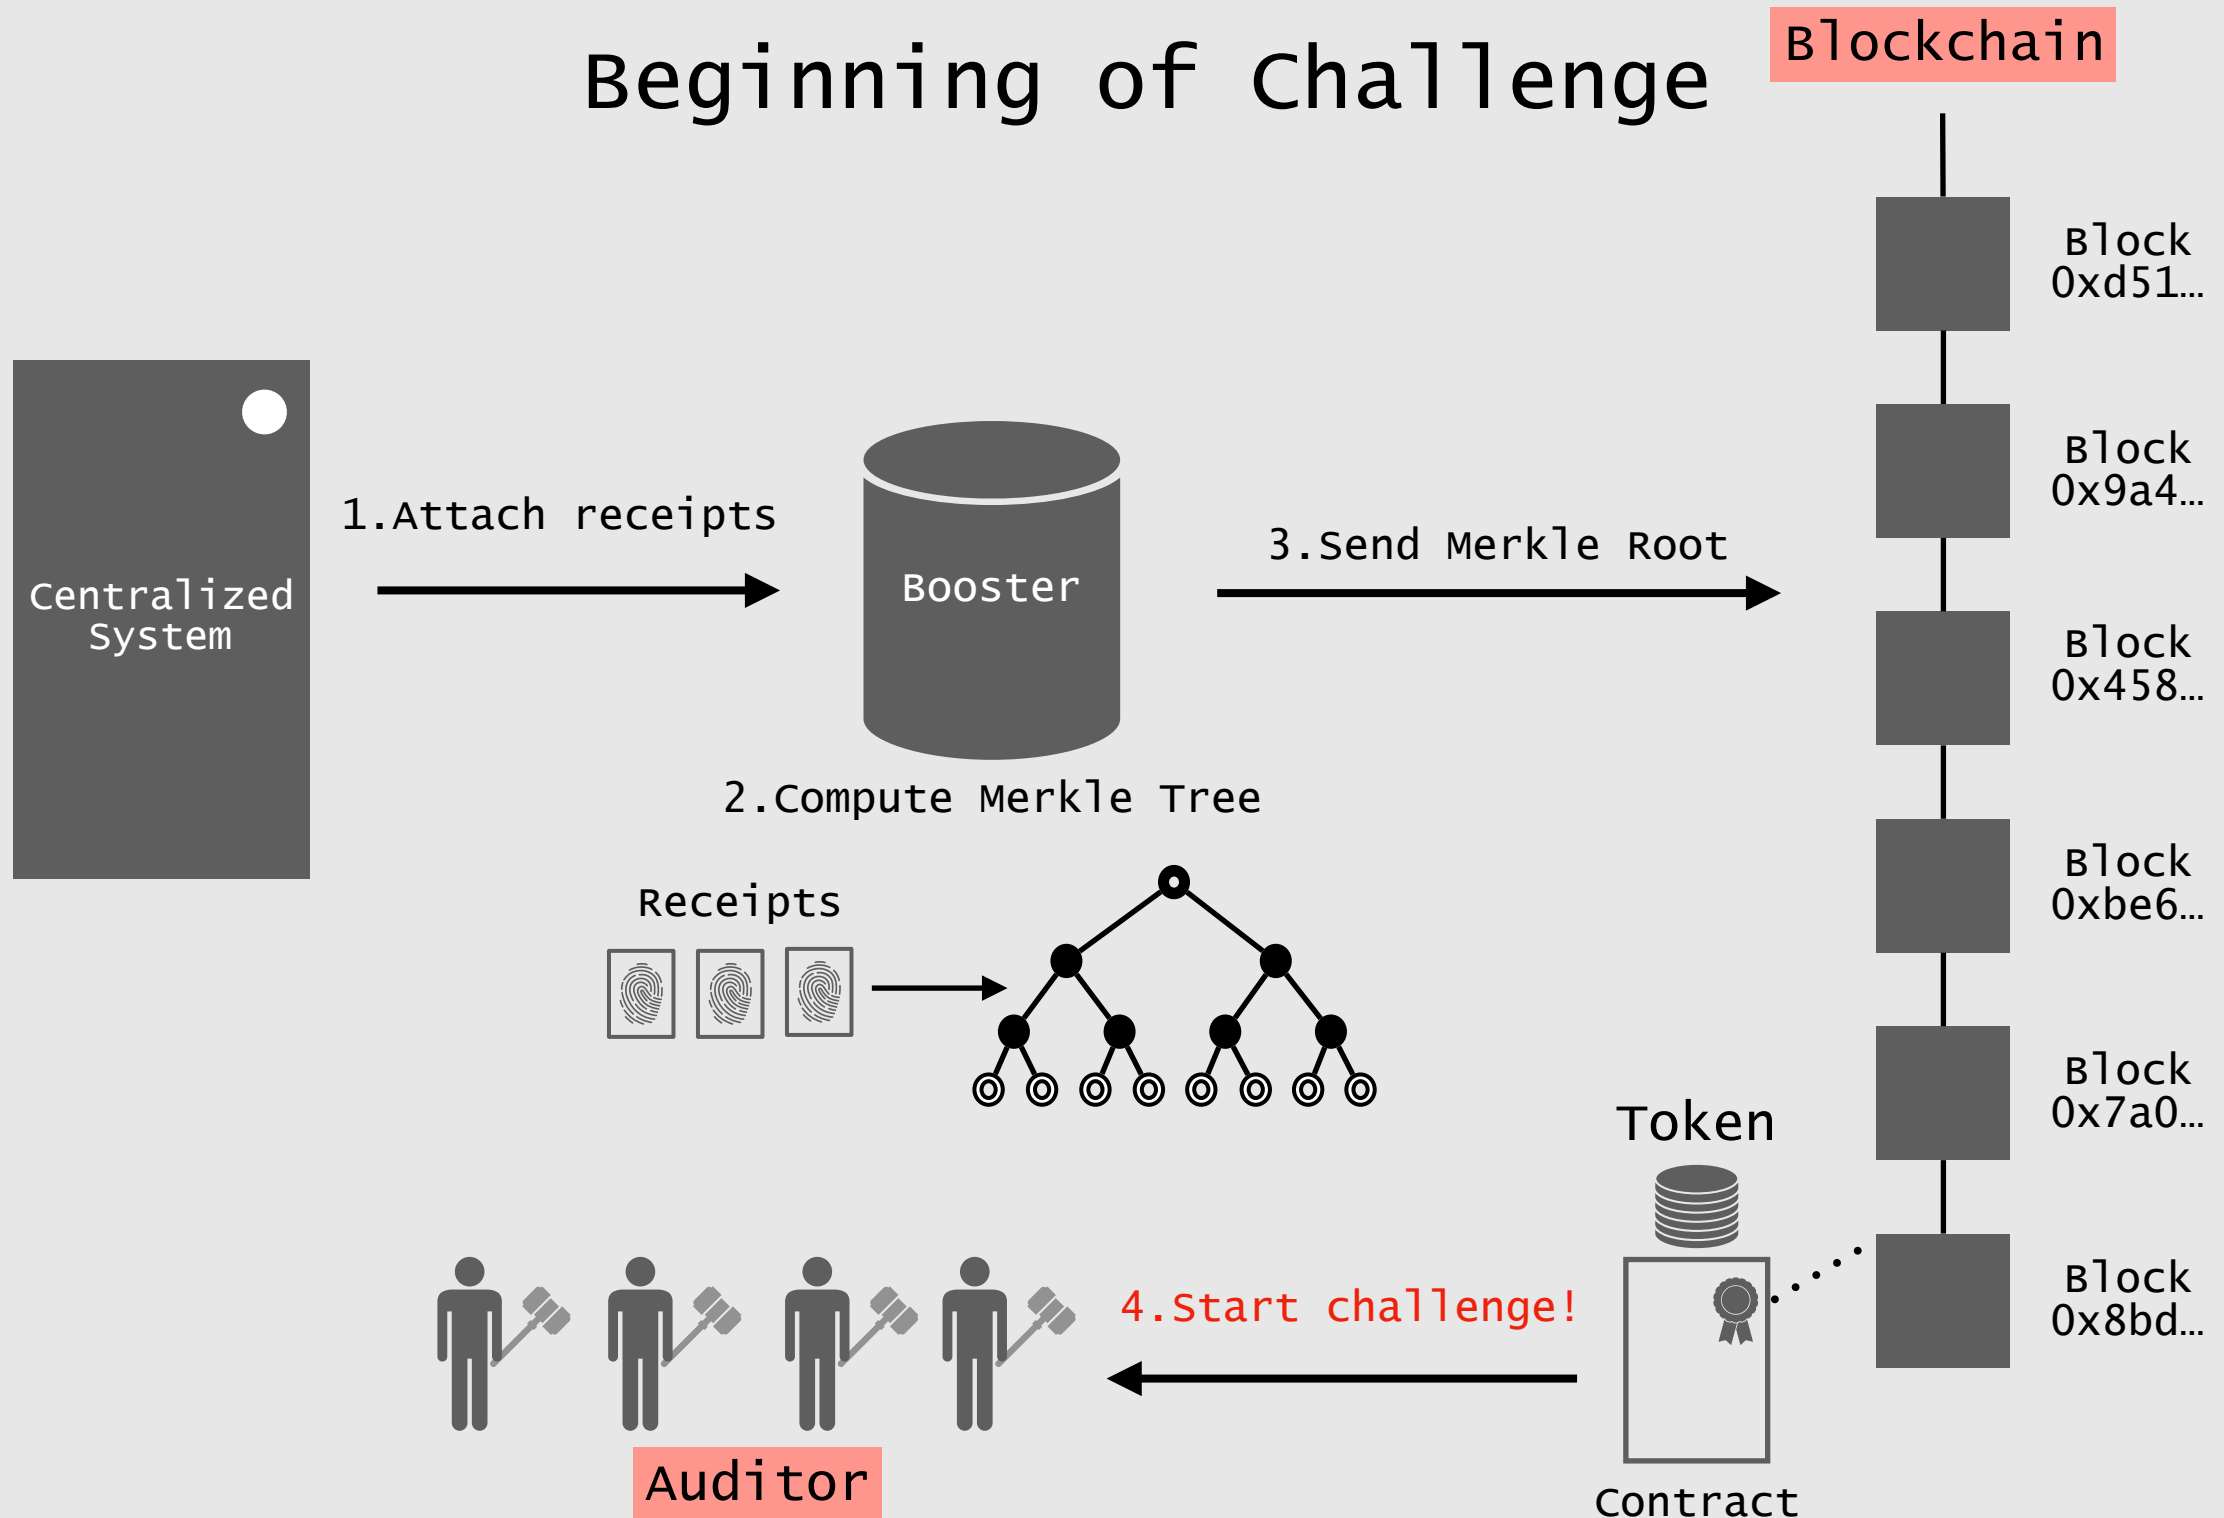 Beginning of Challenge
Blockchain
Block
0xd51…
Block
0x9a4…
Block
0x458…
Block
0xbe6…
Block
0x7a0…
Block
0x8bd…
Centralized
System
1.Attach receipts
Booster
3.Send Merkle Root
2.Compute Merkle Tree
Receipts
Token
4.Start challenge!
Auditor
Contract